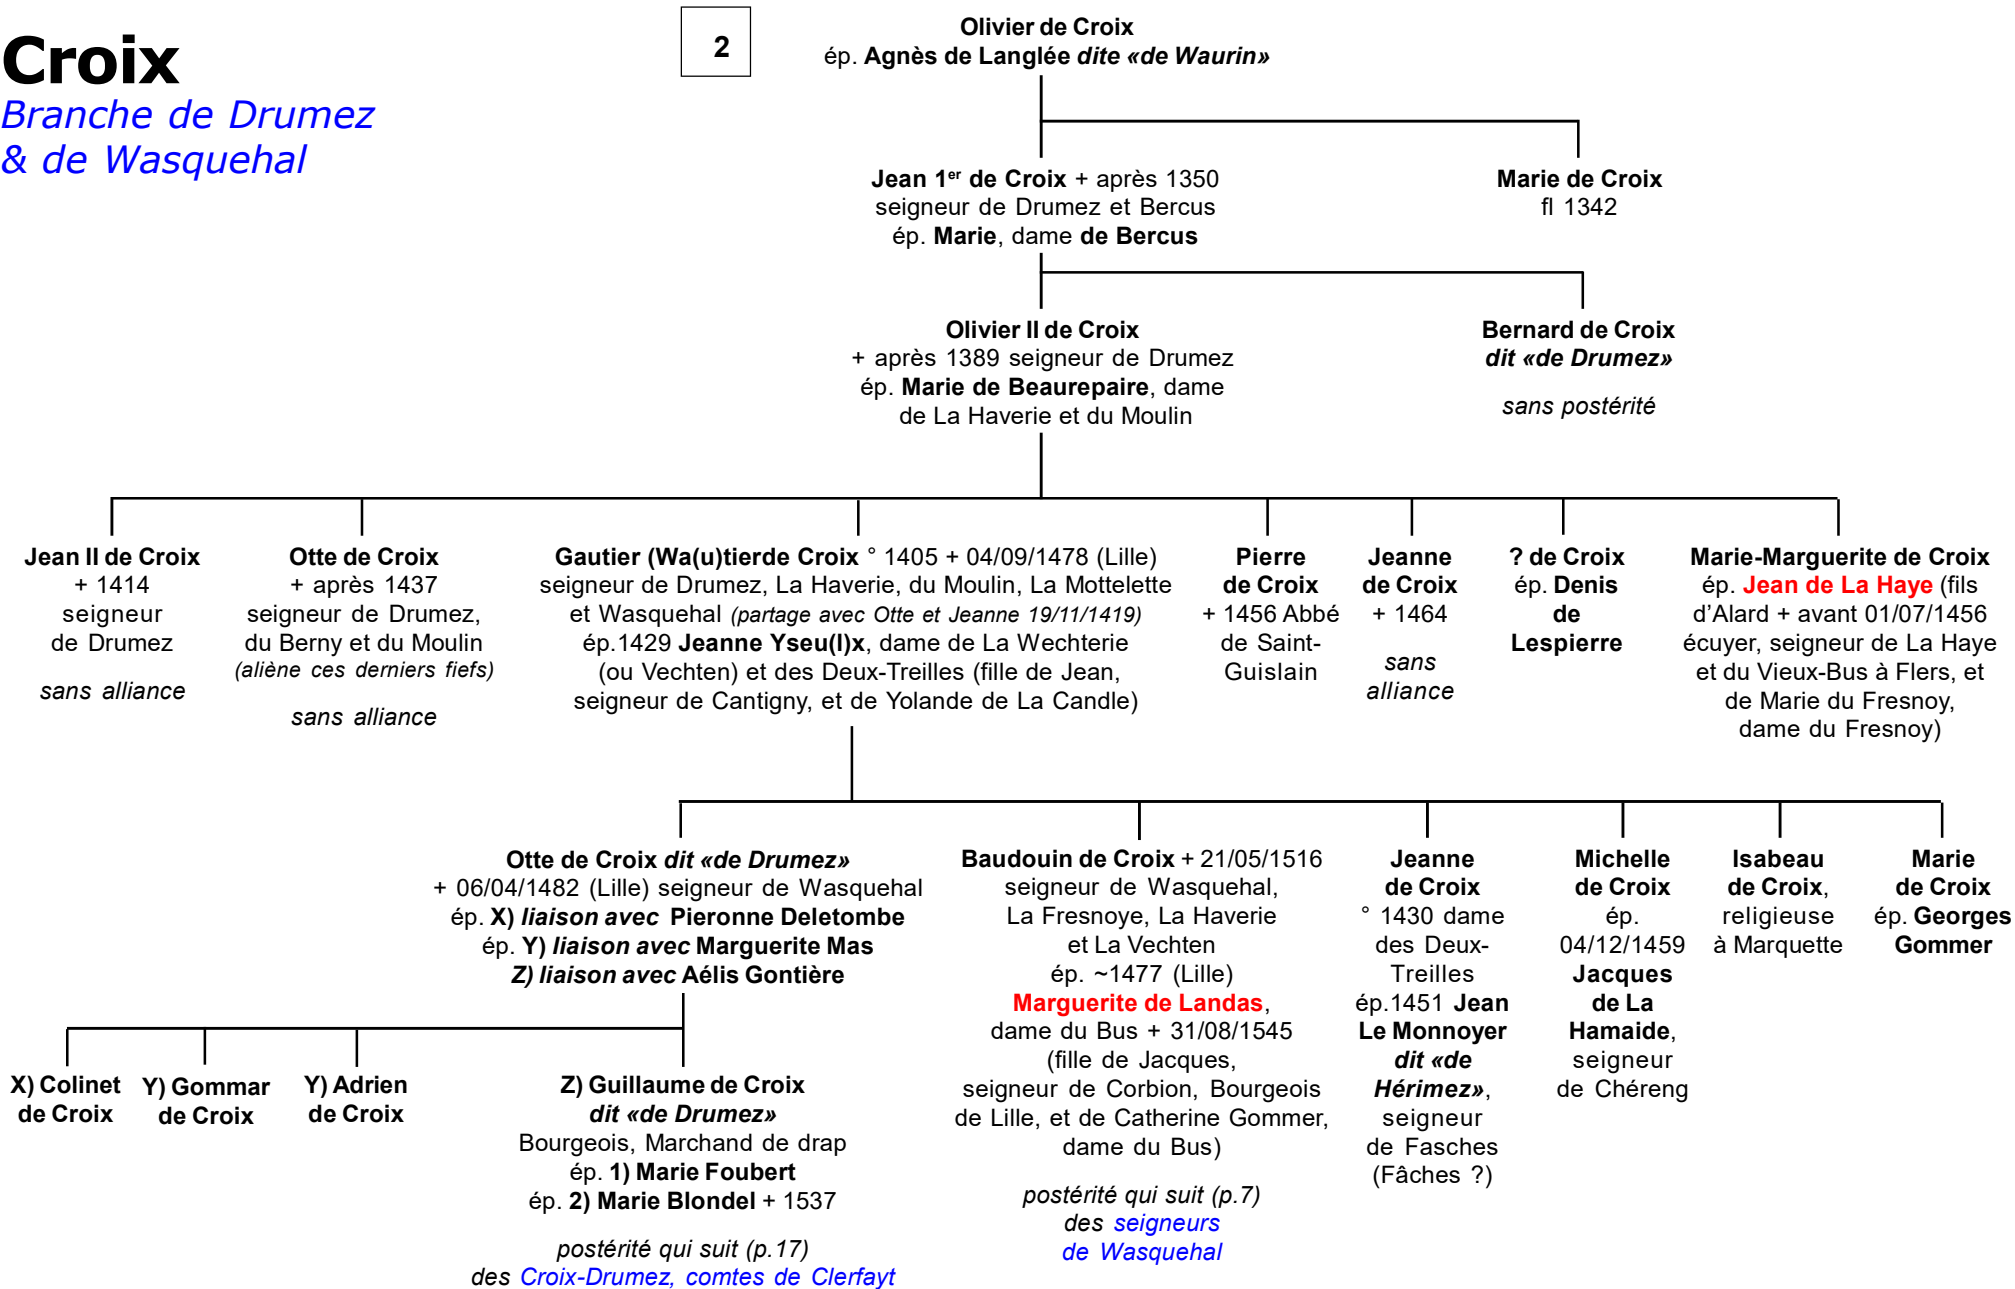 Croix
Branche de Drumez
& de Wasquehal
2
Olivier de Croix
ép. Agnès de Langlée dite «de Waurin»
Jean 1er de Croix + après 1350
seigneur de Drumez et Bercus
ép. Marie, dame de Bercus
Marie de Croix
fl 1342
Olivier II de Croix
+ après 1389 seigneur de Drumez
ép. Marie de Beaurepaire, dame
de La Haverie et du Moulin
Bernard de Croix
dit «de Drumez»
sans postérité
Jean II de Croix
+ 1414
seigneur
de Drumez
sans alliance
Otte de Croix
+ après 1437
seigneur de Drumez,
du Berny et du Moulin
(aliène ces derniers fiefs)
sans alliance
Gautier (Wa(u)tierde Croix ° 1405 + 04/09/1478 (Lille)
seigneur de Drumez, La Haverie, du Moulin, La Mottelette
et Wasquehal (partage avec Otte et Jeanne 19/11/1419)
ép.1429 Jeanne Yseu(l)x, dame de La Wechterie
(ou Vechten) et des Deux-Treilles (fille de Jean,
seigneur de Cantigny, et de Yolande de La Candle)
Pierre
de Croix
+ 1456 Abbé
de Saint-
Guislain
Jeanne
de Croix
+ 1464
sans
alliance
? de Croix
ép. Denis
de
Lespierre
Marie-Marguerite de Croix
ép. Jean de La Haye (fils
d’Alard + avant 01/07/1456
écuyer, seigneur de La Haye
et du Vieux-Bus à Flers, et
de Marie du Fresnoy,
dame du Fresnoy)
Otte de Croix dit «de Drumez»
+ 06/04/1482 (Lille) seigneur de Wasquehal
ép. X) liaison avec Pieronne Deletombe
ép. Y) liaison avec Marguerite Mas
Z) liaison avec Aélis Gontière
Baudouin de Croix + 21/05/1516
seigneur de Wasquehal,
La Fresnoye, La Haverie
et La Vechten
ép. ~1477 (Lille)
Marguerite de Landas,
dame du Bus + 31/08/1545
(fille de Jacques,
seigneur de Corbion, Bourgeois
de Lille, et de Catherine Gommer,
dame du Bus)
postérité qui suit (p.7)
des seigneurs
de Wasquehal
Jeanne
de Croix
° 1430 dame
des Deux-
Treilles
ép.1451 Jean
Le Monnoyer
dit «de
Hérimez»,
seigneur
de Fasches
(Fâches ?)
Michelle
de Croix
ép.
04/12/1459
Jacques
de La
Hamaide,
seigneur
de Chéreng
Isabeau
de Croix,
religieuse
à Marquette
Marie
de Croix
ép. Georges
Gommer
X) Colinet
de Croix
Y) Gommar
de Croix
Y) Adrien
de Croix
Z) Guillaume de Croix
dit «de Drumez»
Bourgeois, Marchand de drap
ép. 1) Marie Foubert
ép. 2) Marie Blondel + 1537
postérité qui suit (p.17)
des Croix-Drumez, comtes de Clerfayt